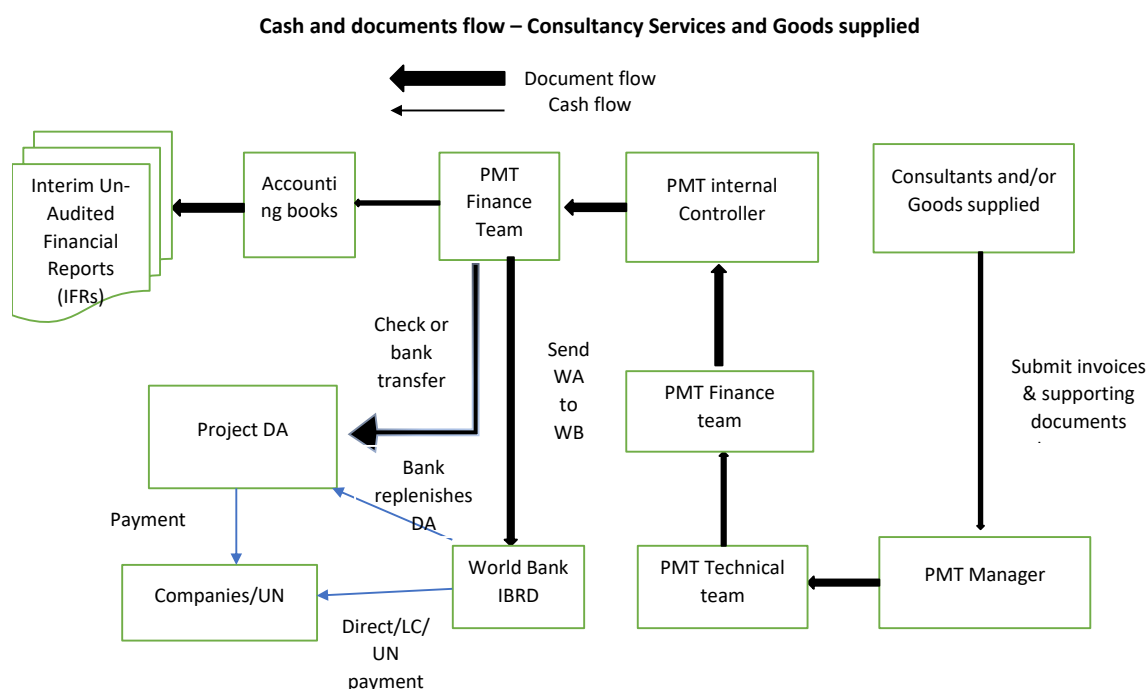 Cash and documents flow – Consultancy Services and Goods supplied
Document flow
Cash flow
Interim Un-
Audited
Financial
Reports
(IFRs)
Accounti
ng books
PMT
Finance
Team
PMT internal
Controller
Consultants and/or
Goods supplied
Check or
bank
transfer
Send
WA
to
WB
PMT Finance
team
Submit invoices
& supporting
documents
Project DA
Bank
replenishes
DA
Payment
Companies/UN
World Bank
IBRD
PMT Technical
team
PMT Manager
Direct/LC/
UN
payment